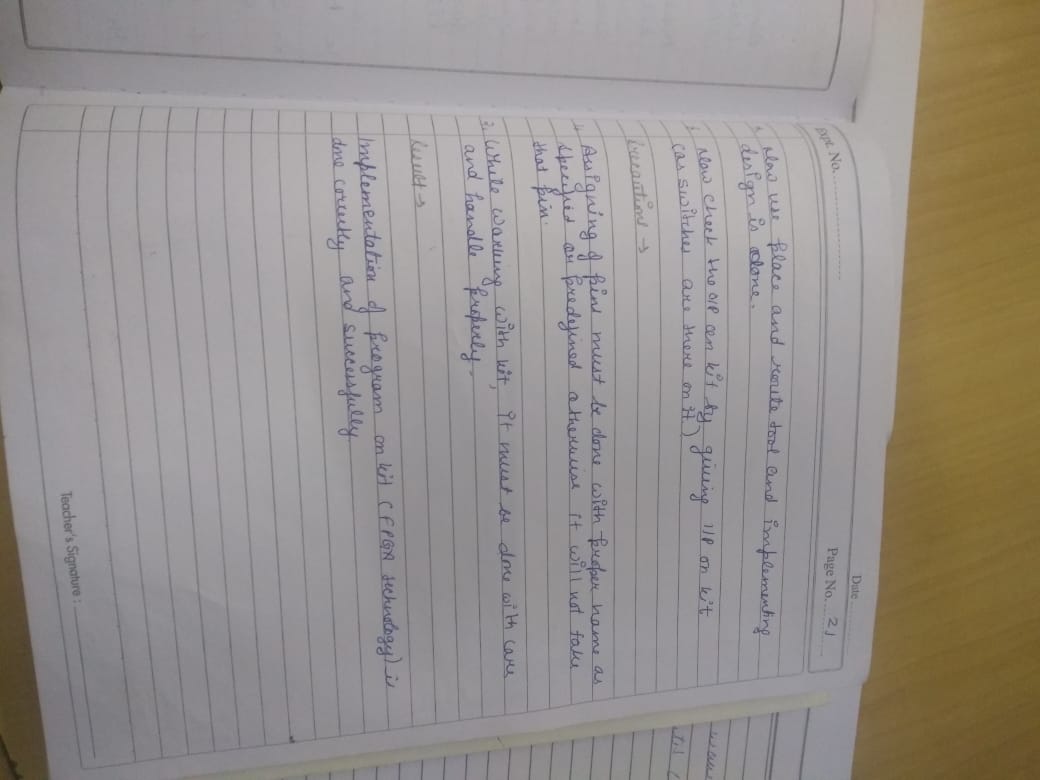 Expt. No.
Date
Page No. 21
Now use place and route tool and implementing
design is done.
Now check the O/P on kit by giving I/P on kit
(as switches are there on it.)
Precautions →
1. Assigning of pins must be done with proper name as
specified or predefined otherwise it will not take
that pin.
2. While working with kit, it must be done with care
and handle properly.
Result →
Implementation of program on kit (FPGA technology) is
done correctly and successfully.
Teacher's Signature :